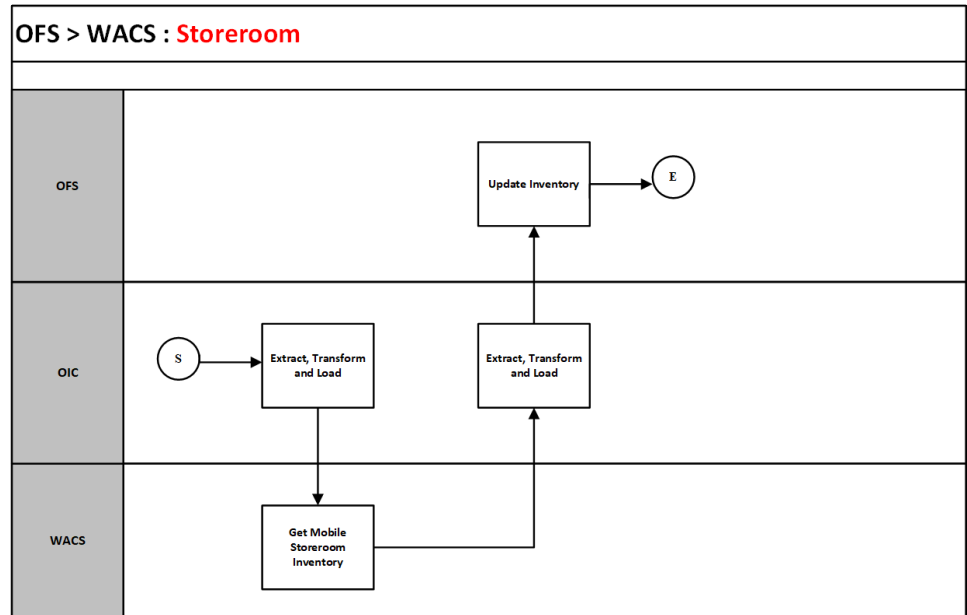 OFS > WACS : Storeroom
OFS
Update Inventory
E
OIC
S
Extract, Transform
and Load
Extract, Transform
and Load
WACS
Get Mobile
Storeroom
Inventory